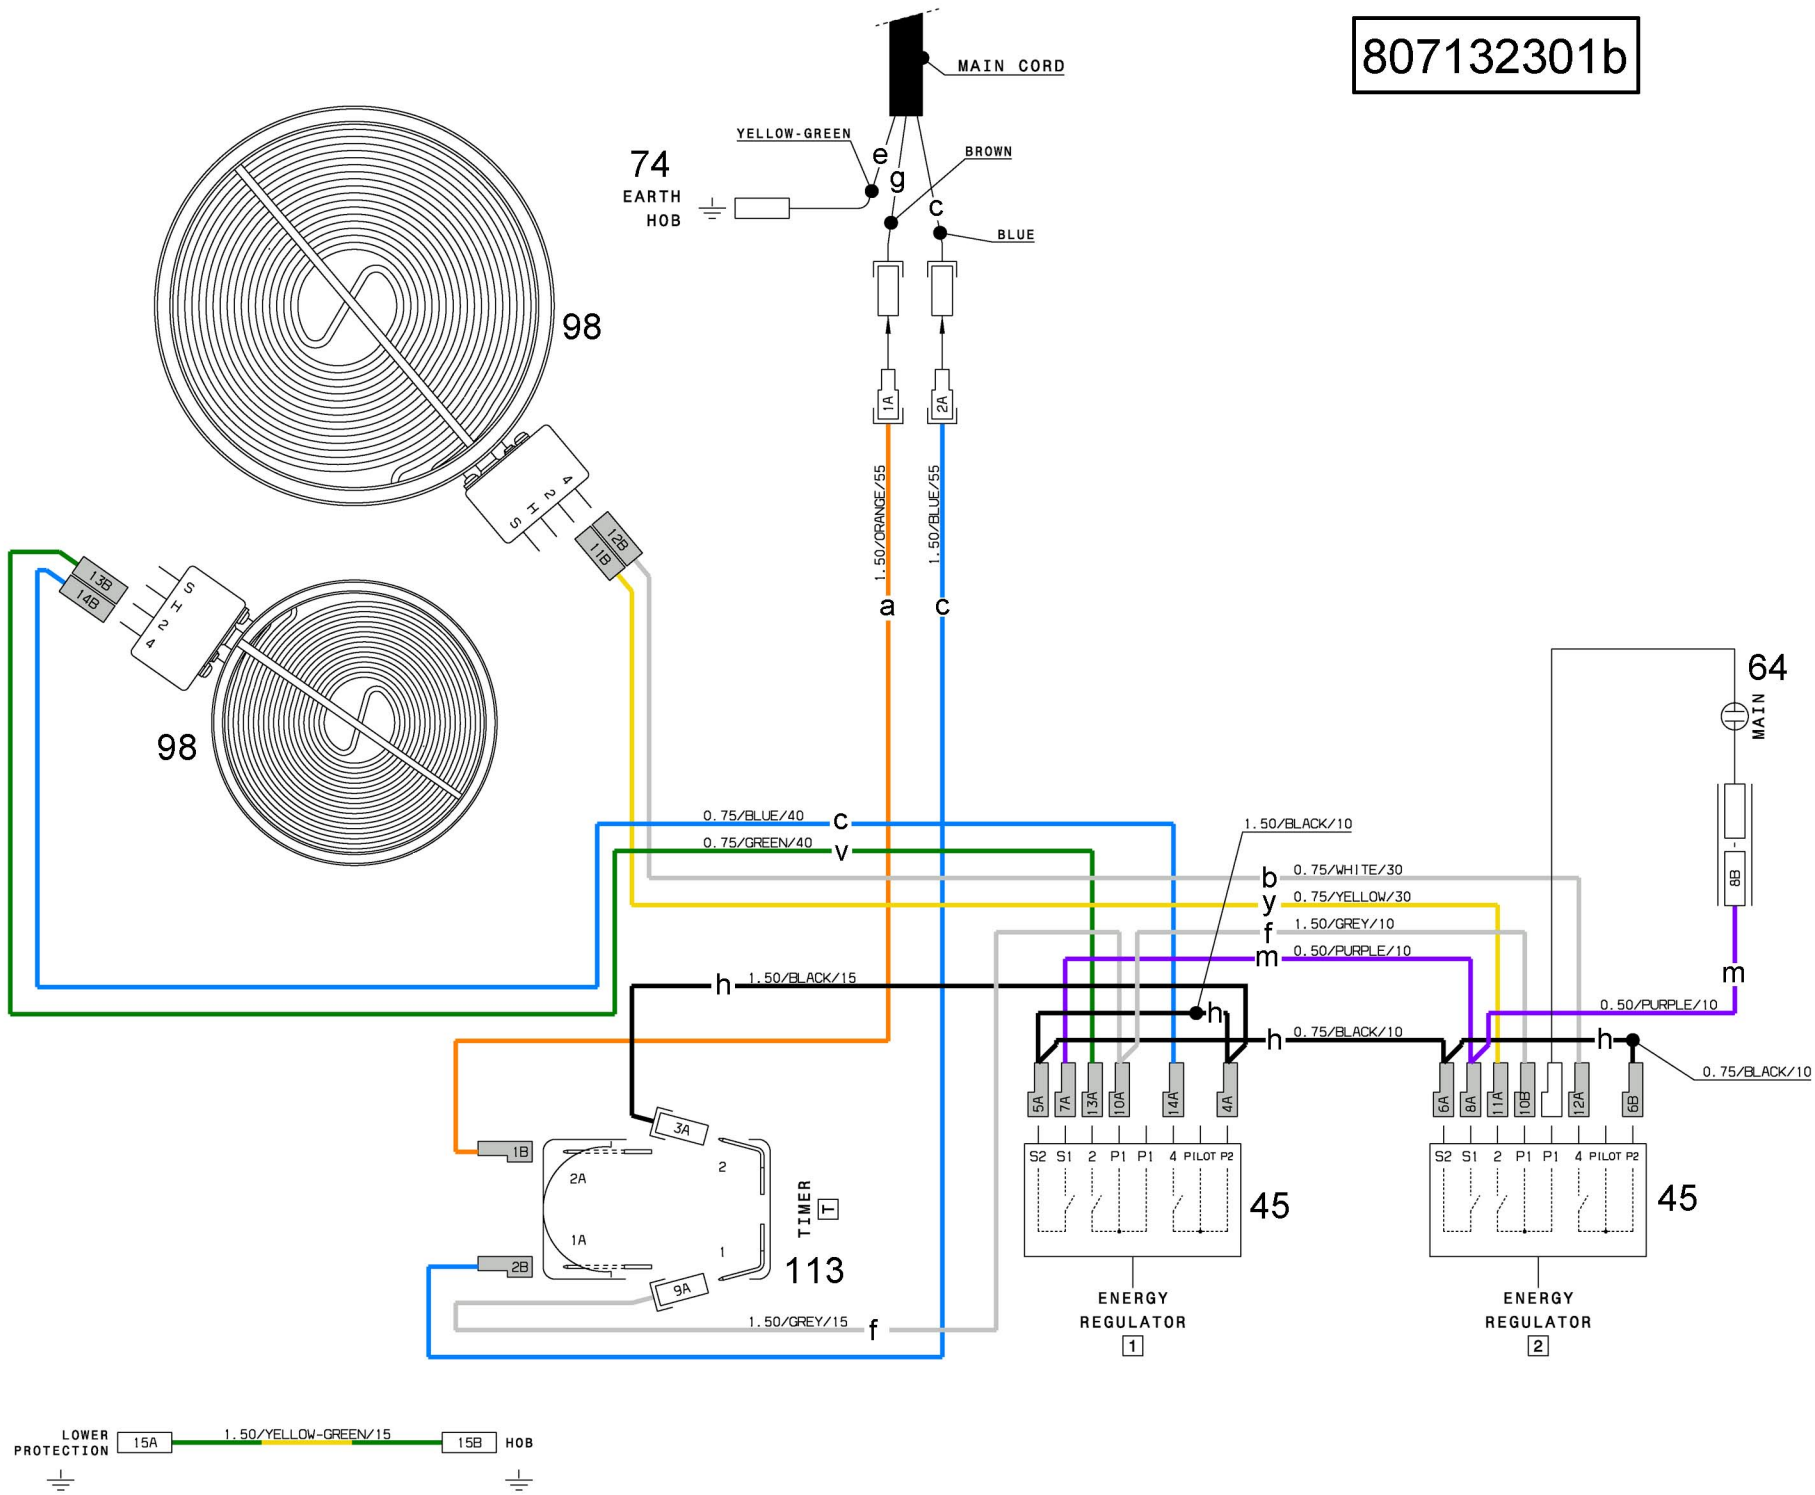 807132301b
MAIN CORD
YELLOW-GREEN
e
BROWN
74
g
EARTH
HOB
c
BLUE
98
1A
2A
1.50/ORANGE/55
1.50/BLUE/55
a
c
S H 2 4
11B
12B
13B
14B
S H 2 4
98
64
MAIN
8B
m
0.75/BLUE/40
c
0.75/GREEN/40
v
1.50/BLACK/10
b
0.75/WHITE/30
y
0.75/YELLOW/30
f
1.50/GREY/10
m
0.50/PURPLE/10
h
1.50/BLACK/15
h
0.50/PURPLE/10
h
0.75/BLACK/10
h
0.75/BLACK/10
5A 7A 13A 10A 14A 4A
6A 8A 11A 10B 12A 6B
3A
1B
2A
2
S2 S1 2 P1 P1 4 PILOT P2
S2 S1 2 P1 P1 4 PILOT P2
TIMER T
45
45
1A
1
2B
113
9A
1.50/GREY/15
f
ENERGY
REGULATOR
1
ENERGY
REGULATOR
2
LOWER
PROTECTION
15A
1.50/YELLOW-GREEN/15
15B
HOB